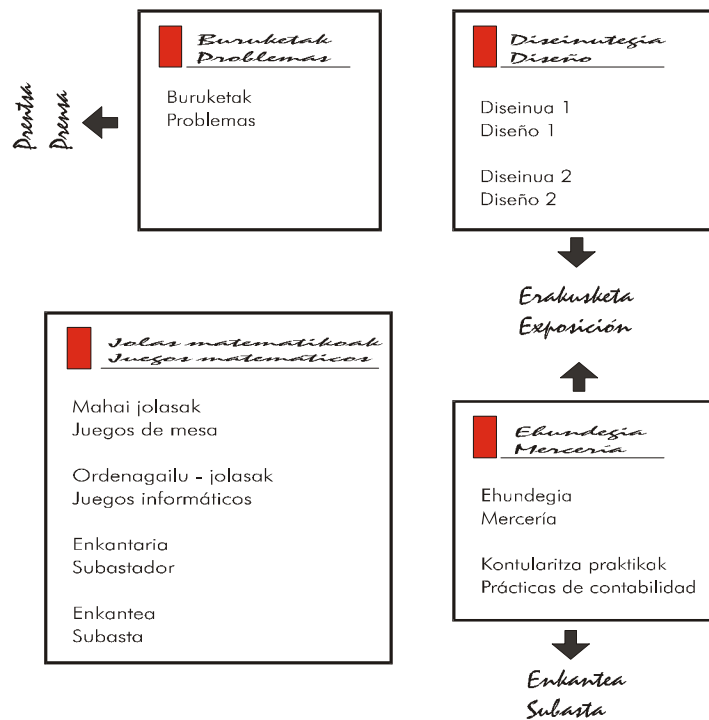 Buruketak
Problemas
Buruketak
Problemas
Prentsa
Prensa
Diseinutegia
Diseño
Diseinua 1
Diseño 1
Diseinua 2
Diseño 2
Erakusketa
Exposición
Jolas matematikoak
Juegos matemáticos
Mahai jolasak
Juegos de mesa
Ordenagailu - jolasak
Juegos informáticos
Enkantaria
Subastador
Enkantea
Subasta
Ehundegia
Mercería
Ehundegia
Mercería
Kontularitza praktikak
Prácticas de contabilidad
Enkantea
Subasta